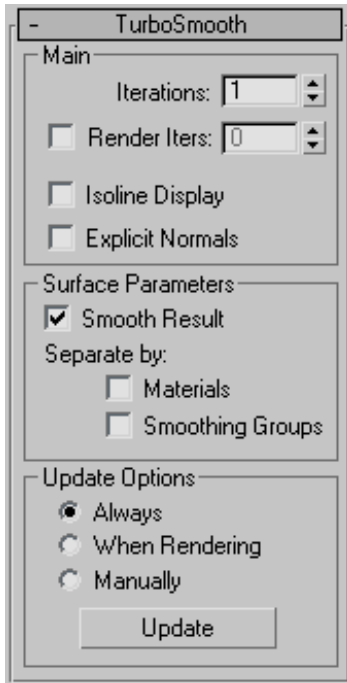 - TurboSmooth
Main
Iterations: 1
Render Iters: 0
Isoline Display
Explicit Normals
Surface Parameters
Smooth Result
Separate by:
Materials
Smoothing Groups
Update Options
Always
When Rendering
Manually
Update